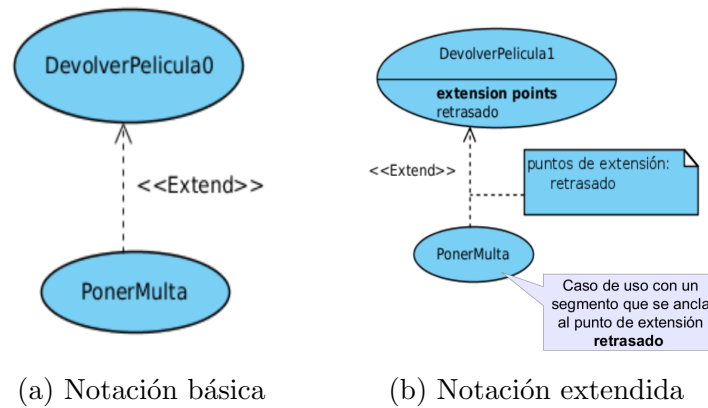 DevolverPelicula0
<<Extend>>
PonerMulta
(a) Notación básica
DevolverPelicula1
extension points
retrasado
<<Extend>>
puntos de extensión:
retrasado
PonerMulta
Caso de uso con un
segmento que se ancla
al punto de extensión
retrasado
(b) Notación extendida